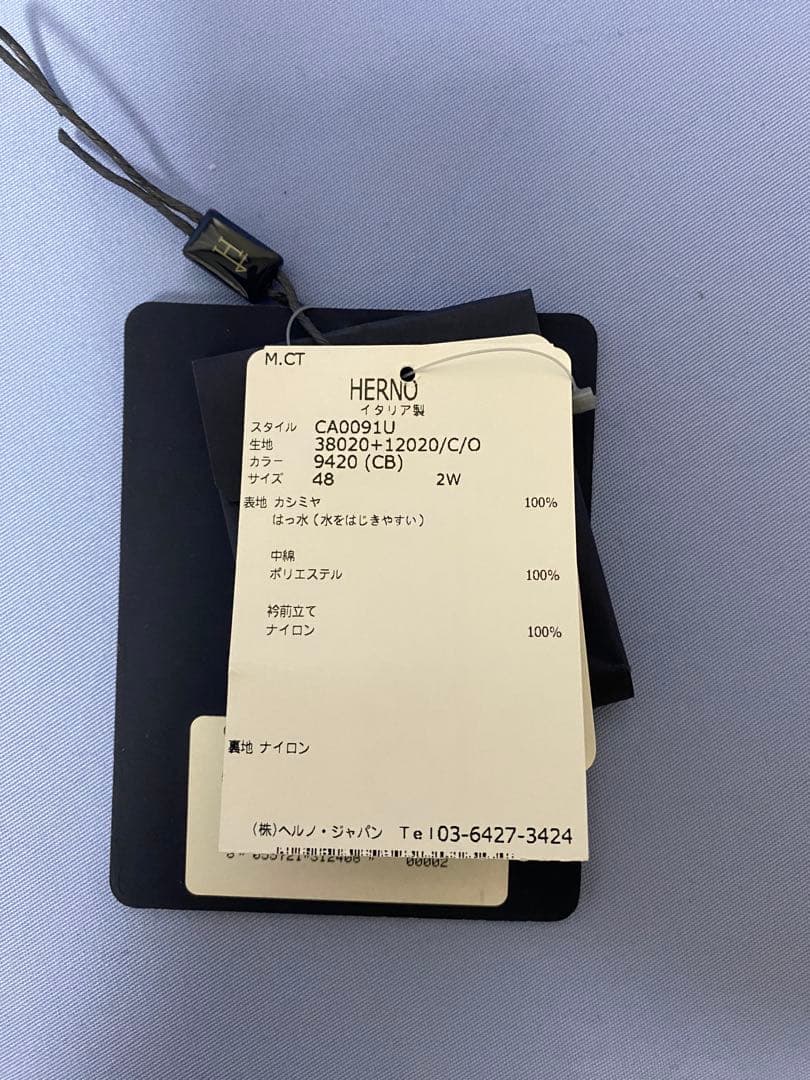 M.CT
HERNO
イタリア製
スタイル CA0091U
生地 38020+12020/C/O
カラー 9420 (CB)
サイズ 48 2W
表地 カシミヤ 100%
はっ水(水をはじきやすい)
中綿
ポリエステル 100%
衿前立て
ナイロン 100%
裏地 ナイロン
(株)ヘルノ・ジャパン Tel03-6427-3424
00002